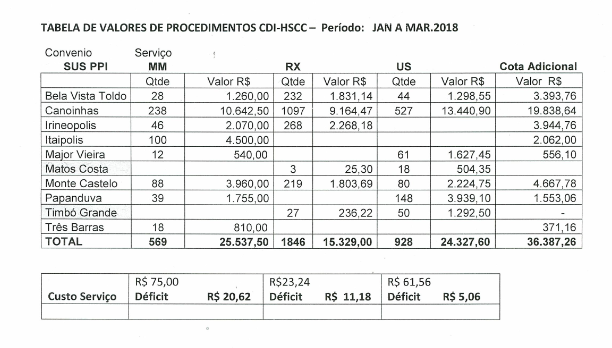 TABELA DE VALORES DE PROCEDIMENTOS CDI-HSCC – Período: JAN A MAR.2018
Convenio Serviço
SUS PPI MM RX US Cota Adicional
Qtde Valor R$ Qtde Valor R$ Qtde Valor R$ Valor R$
Bela Vista Toldo 28 1.260,00 232 1.831,14 44 1.298,55 3.393,76
Canoinhas 238 10.642,50 1097 9.164,47 527 13.440,90 19.838,64
Irineopolis 46 2.070,00 268 2.268,18 3.944,76
Itaipolis 100 4.500,00 2.062,00
Major Vieira 12 540,00 61 1.627,45 556,10
Matos Costa 3 25,30 18 504,35
Monte Castelo 88 3.960,00 219 1.803,69 80 2.224,75 4.667,78
Papanduva 39 1.755,00 148 3.939,10 1.553,06
Timbó Grande 27 236,22 50 1.292,50 -
Três Barras 18 810,00 371,16
TOTAL 569 25.537,50 1846 15.329,00 928 24.327,60 36.387,26
R$ 75,00 R$23,24 R$ 61,56
Custo Serviço Déficit R$ 20,62 Déficit R$ 11,18 Déficit R$ 5,06